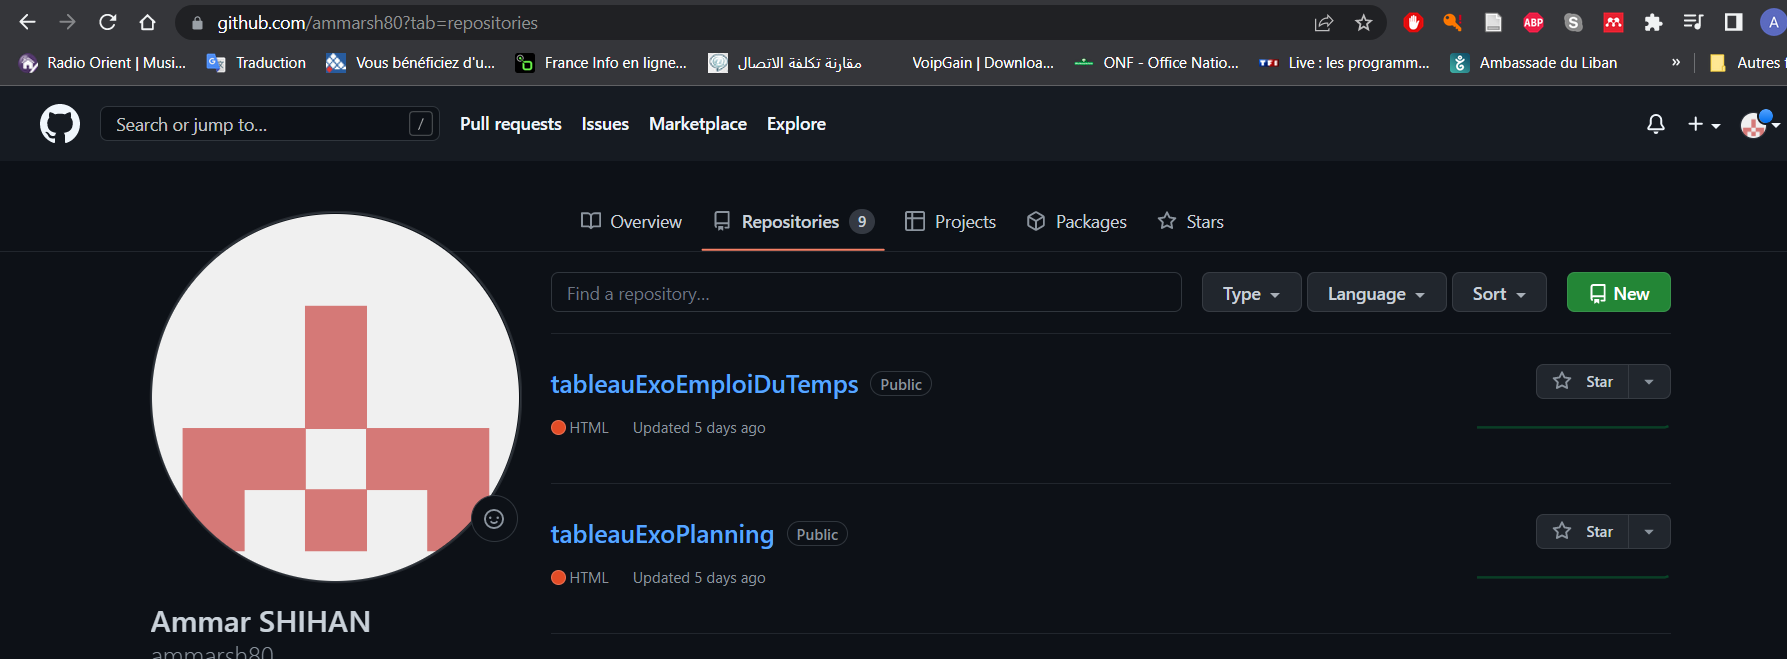 github.com/ammarsh80?tab=repositories
ABP
S
A
Radio Orient | Musi...
Traduction
Vous bénéficiez d'u...
France Info en ligne...
مقارنة تكلفة الاتصال
VoipGain | Downloa...
ONF - Office Natio...
TF1
Live : les programm...
Ambassade du Liban
»
Autres f
Search or jump to...
/
Pull requests
Issues
Marketplace
Explore
Overview
Repositories 9
Projects
Packages
Stars
Find a repository...
Type
Language
Sort
New
tableauExoEmploiDuTemps Public
Star
HTML Updated 5 days ago
tableauExoPlanning Public
Star
HTML Updated 5 days ago
Ammar SHIHAN
ammarsh80